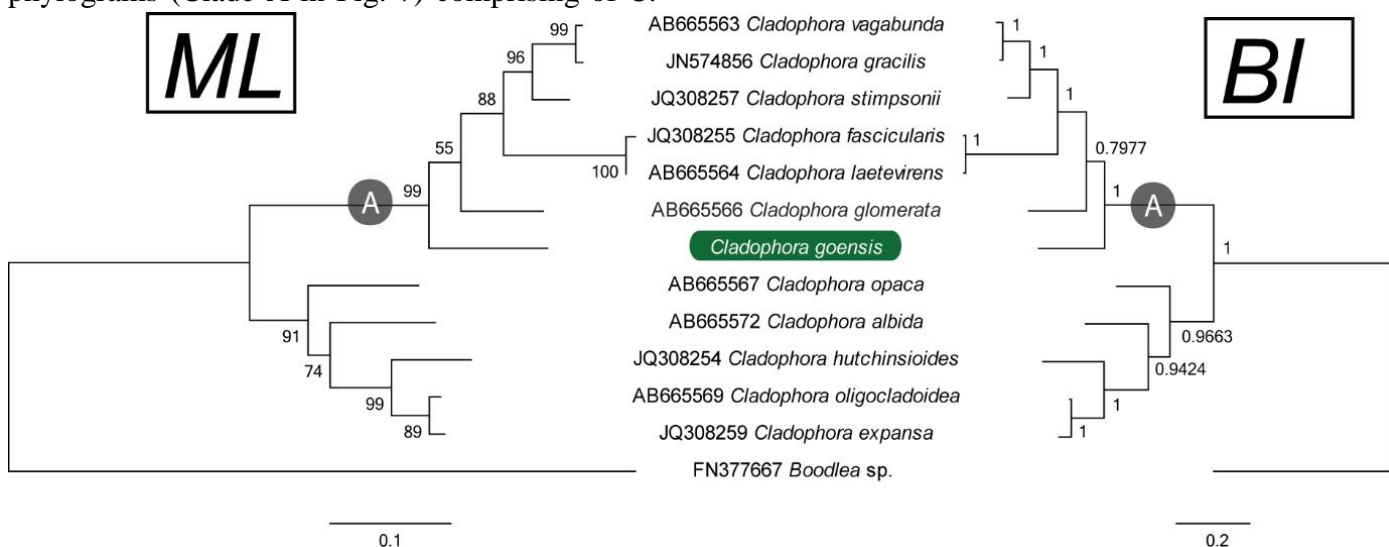 phylograms (Clade A in Fig. 7) comprising of C.
ML
BI
99 AB665563 Cladophora vagabunda 1
96 JN574856 Cladophora gracilis 1
88 JQ308257 Cladophora stimpsonii 1
JQ308255 Cladophora fascicularis 1
55 0.7977
100 AB665564 Cladophora laetevirens
A 99 1 A
AB665566 Cladophora glomerata
Cladophora goensis 1
AB665567 Cladophora opaca
AB665572 Cladophora albida
91 0.9663
JQ308254 Cladophora hutchinsioides
74 0.9424
AB665569 Cladophora oligocladoidea
99 1
89 JQ308259 Cladophora expansa 1
FN377667 Boodlea sp.
0.1 0.2